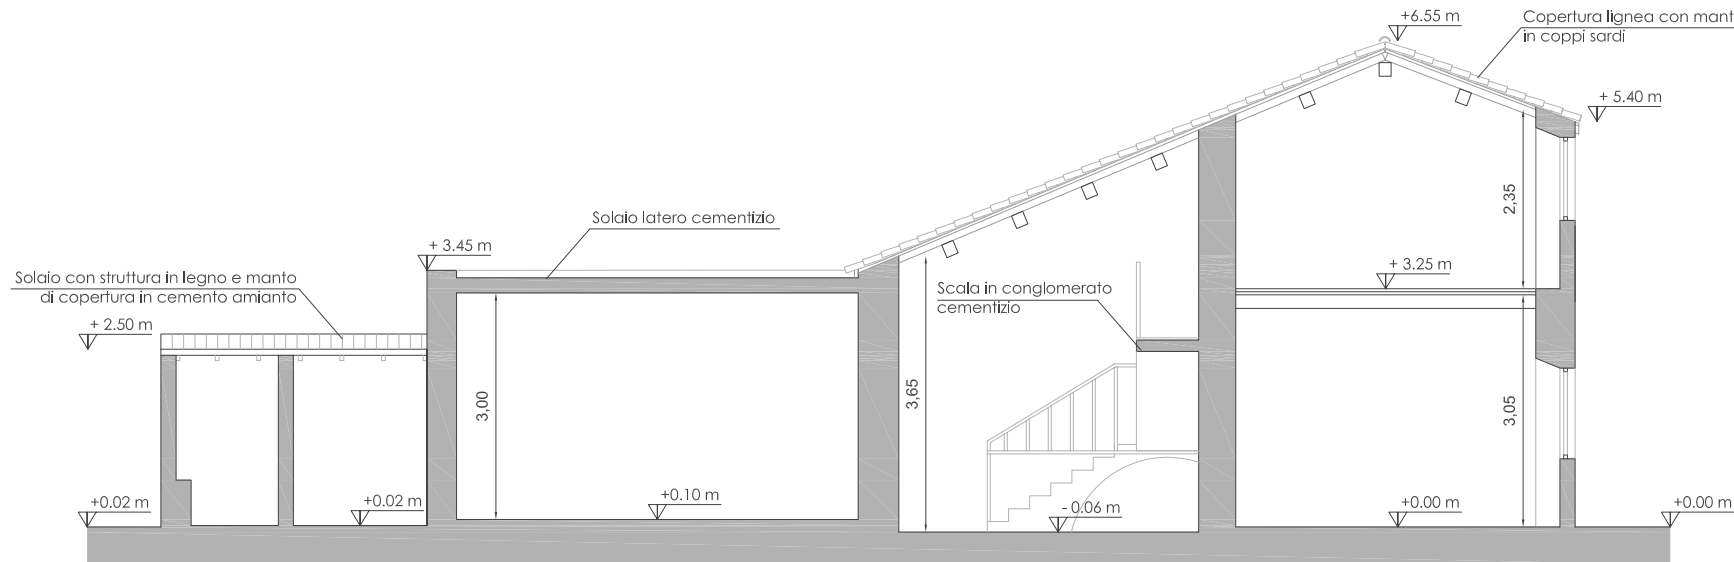 +6.55 m
Copertura lignea con mant
in coppi sardi
+ 5.40 m
Solaio latero cementizio
+ 3.45 m
Solaio con struttura in legno e manto
di copertura in cemento amianto
+ 2.50 m
2,35
+ 3.25 m
Scala in conglomerato
cementizio
3,00
3,65
3,05
+0.02 m
+0.02 m
+0.10 m
- 0.06 m
+0.00 m
+0.00 m